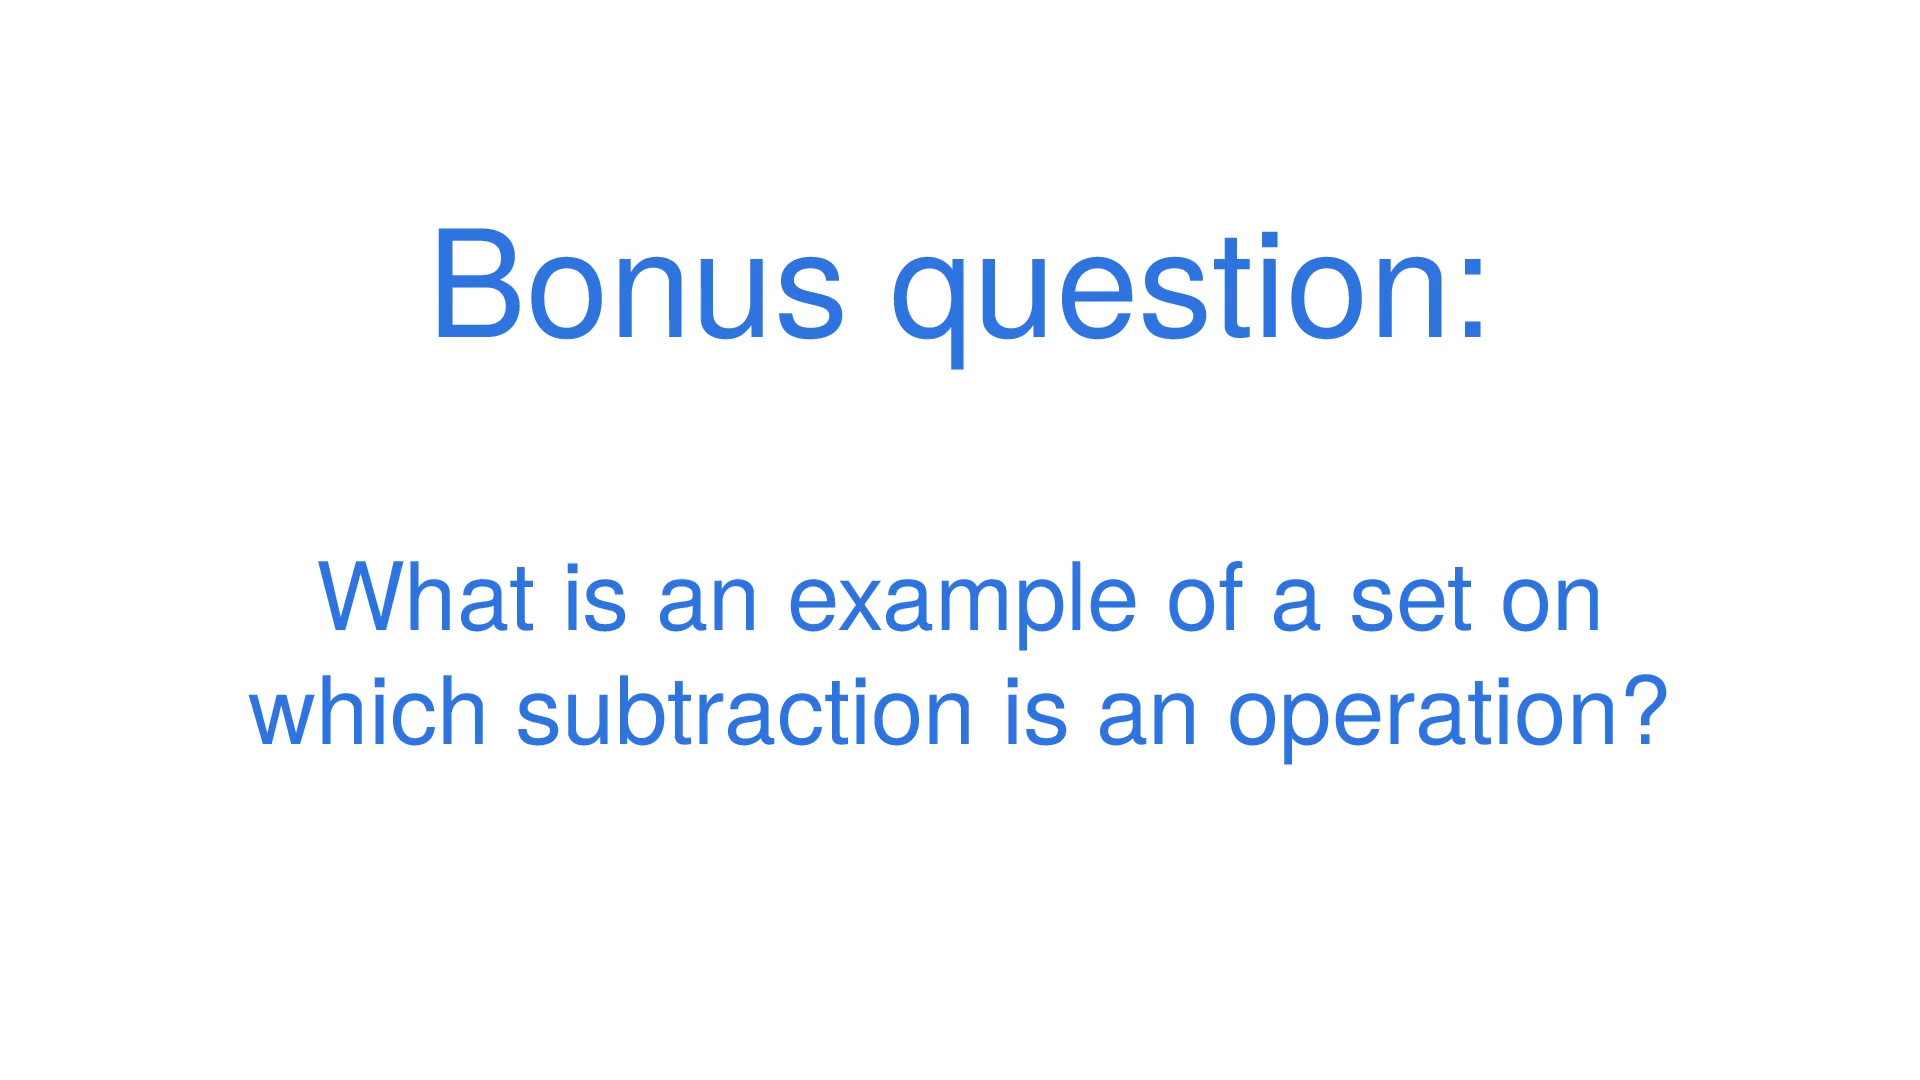 Bonus question:
What is an example of a set on
which subtraction is an operation?